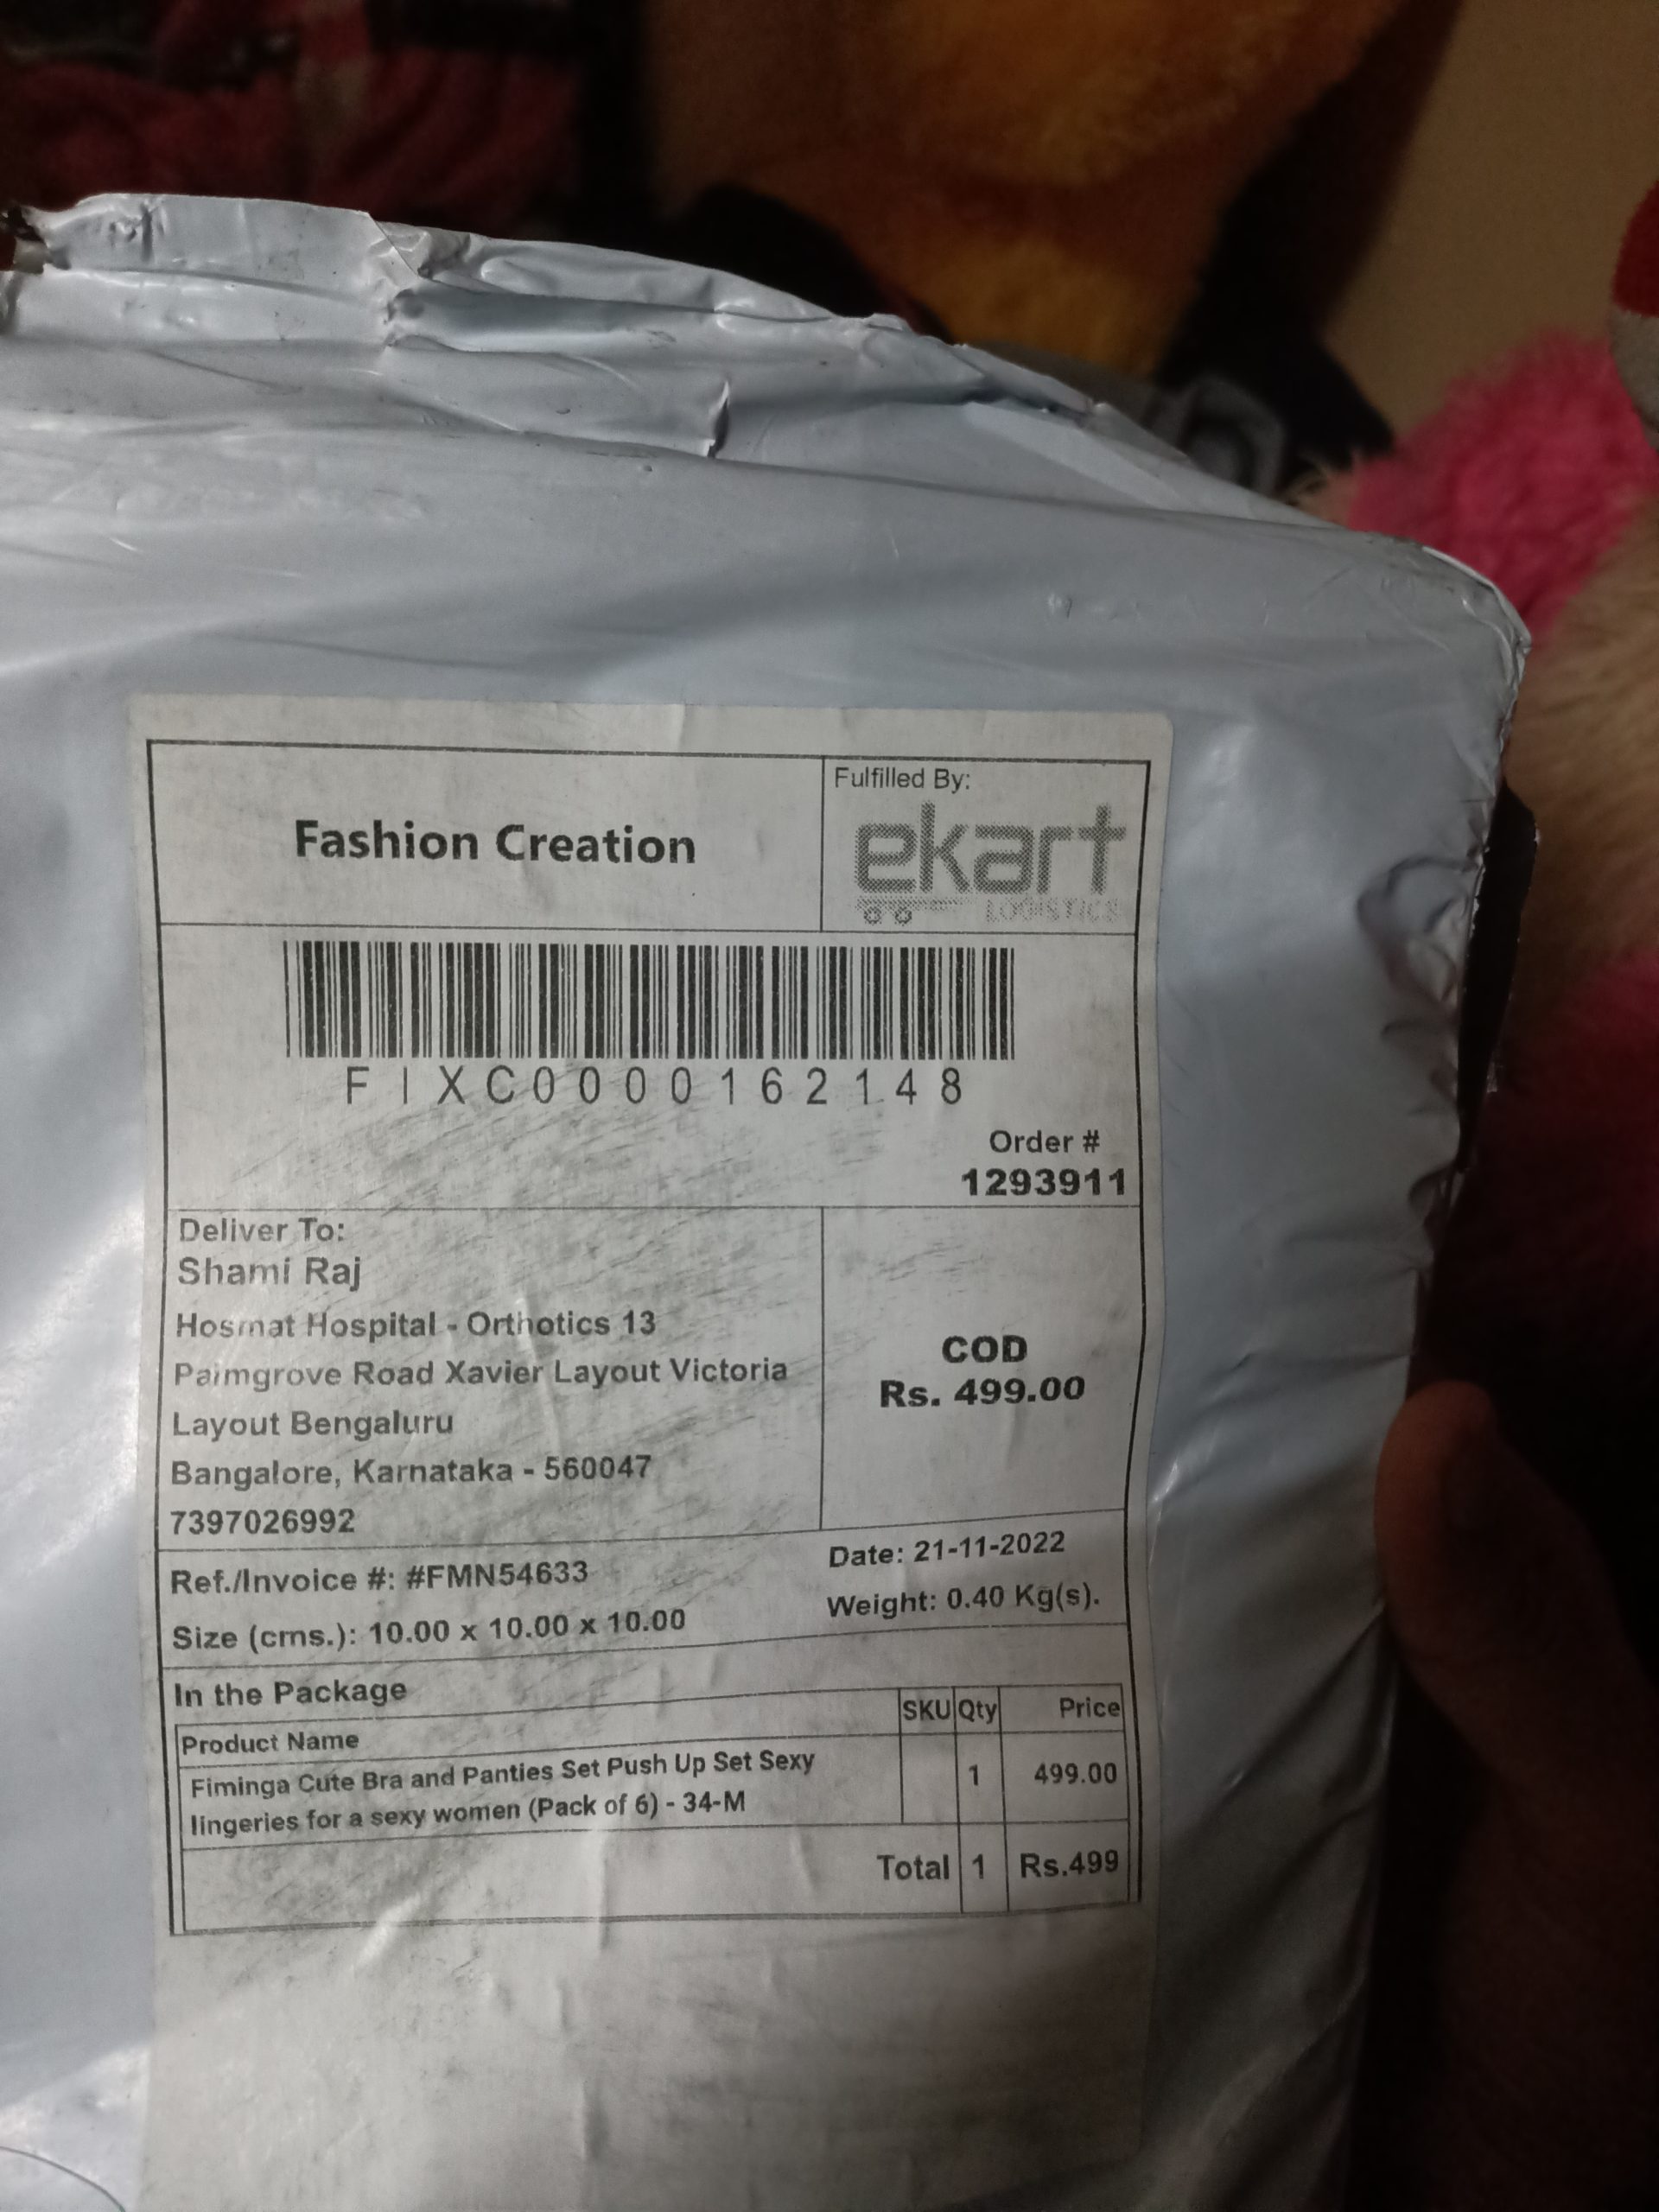 Fashion Creation
Fulfilled By:
ekart
LOGISTICS
FIXC0000162148
Order #
1293911
Deliver To:
Shami Raj
Hosmat Hospital - Orthotics 13
Palmgrove Road Xavier Layout Victoria
Layout Bengaluru
Bangalore, Karnataka - 560047
7397026992
COD
Rs. 499.00
Ref./Invoice #: #FMN54633
Size (cms.): 10.00 x 10.00 x 10.00
Date: 21-11-2022
Weight: 0.40 Kg(s).
In the Package
Product Name SKU Qty Price
Fiminga Cute Bra and Panties Set Push Up Set Sexy
lingeries for a sexy women (Pack of 6) - 34-M
1 499.00
Total 1 Rs.499